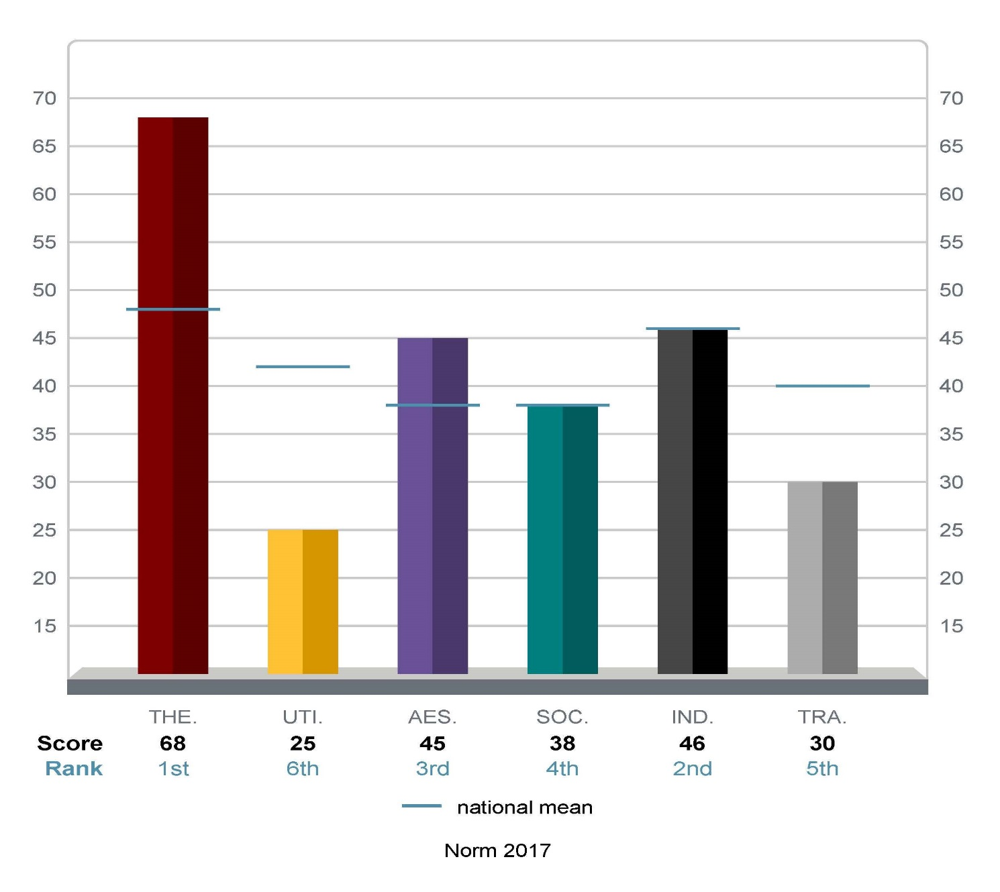 70 70
65 65
60 60
55 55
50 50
45 45
40 40
35 35
30 30
25 25
20 20
15 15
THE. UTI. AES. SOC. IND. TRA.
Score 68 25 45 38 46 30
Rank 1st 6th 3rd 4th 2nd 5th
national mean
Norm 2017